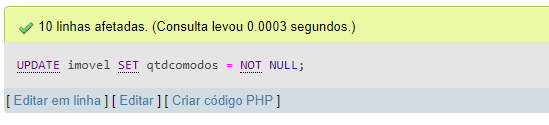 10 linhas afetadas. (Consulta levou 0.0003 segundos.)
UPDATE imovel SET qtdcomodos = NOT NULL;
[ Editar em linha ] [ Editar ] [ Criar código PHP ]